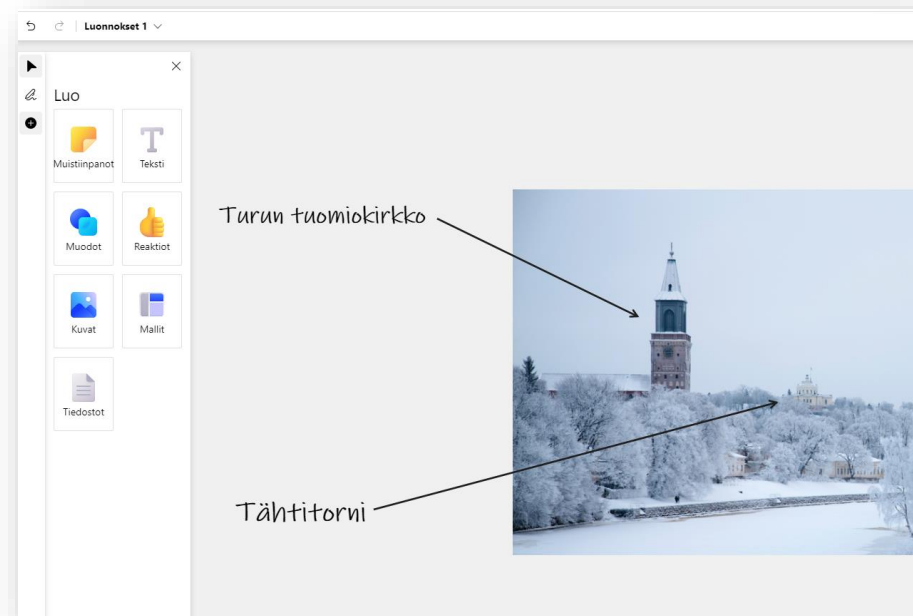 Luonnokset 1
Luo
Muistiinpanot
Teksti
Muodot
Reaktiot
Kuvat
Mallit
Tiedostot
Turun tuomiokirkko
Tähtitorni